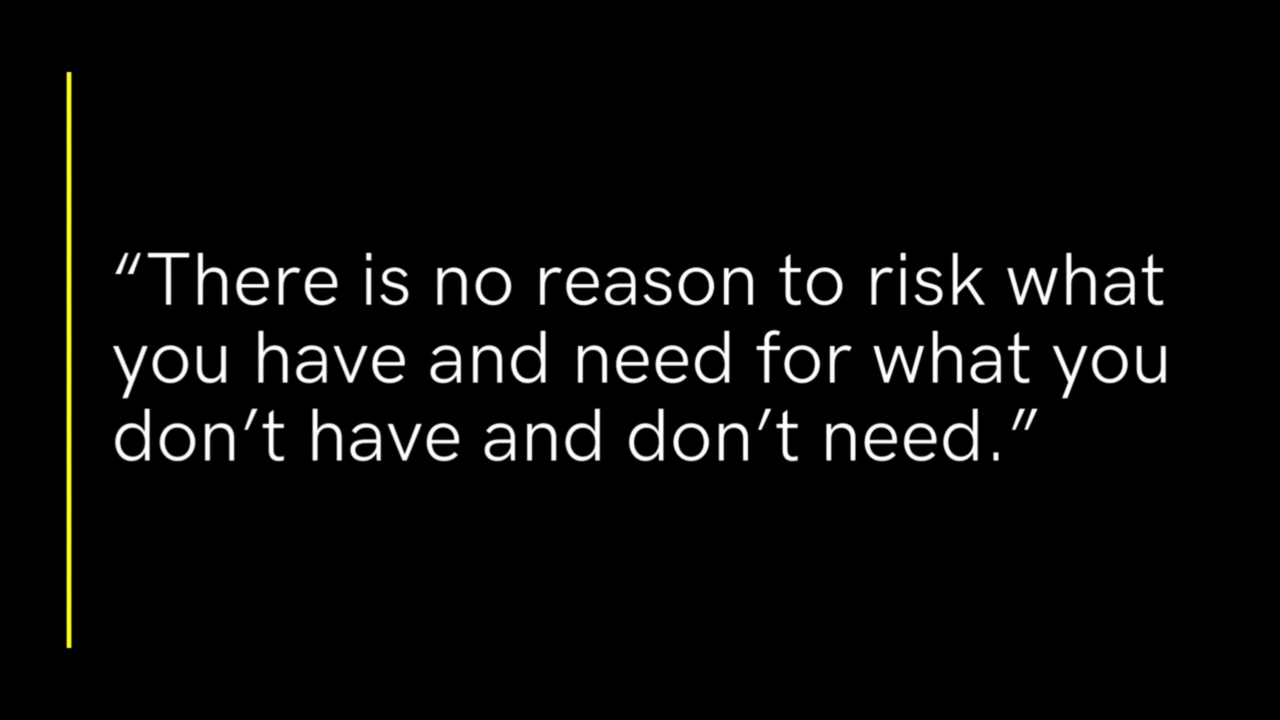 “There is no reason to risk what
you have and need for what you
don’t have and don’t need.”